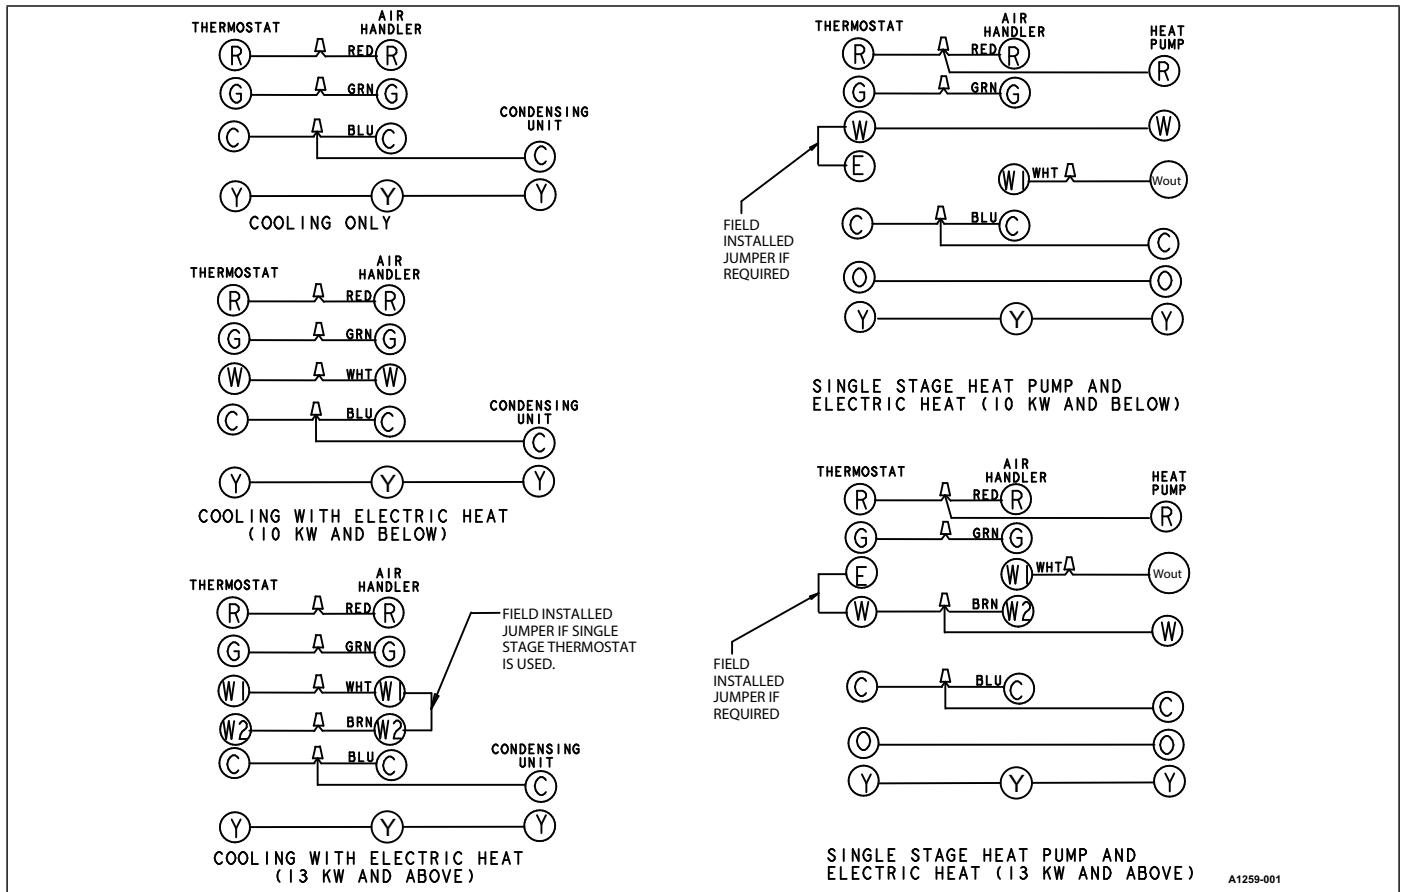 THERMOSTAT
AIR
HANDLER
R RED R
G GRN G
CONDENSING
UNIT
C BLU C
C
Y Y Y
COOLING ONLY
THERMOSTAT
AIR
HANDLER
R RED R
G GRN G
W WHT W
CONDENSING
UNIT
C BLU C
C
Y Y Y
COOLING WITH ELECTRIC HEAT
(10 KW AND BELOW)
THERMOSTAT
AIR
HANDLER
R RED R
G GRN G
W1 WHT W1
W2 BRN W2
FIELD INSTALLED
JUMPER IF SINGLE
STAGE THERMOSTAT
IS USED.
CONDENSING
UNIT
C BLU C
C
Y Y Y
COOLING WITH ELECTRIC HEAT
(13 KW AND ABOVE)
THERMOSTAT
AIR
HANDLER
HEAT
PUMP
R RED R
R
G GRN G
W W
E
W1 WHT Wout
FIELD
INSTALLED
JUMPER IF
REQUIRED
C BLU C
C
O O
Y Y Y
SINGLE STAGE HEAT PUMP AND
ELECTRIC HEAT (10 KW AND BELOW)
THERMOSTAT
AIR
HANDLER
HEAT
PUMP
R RED R
R
G GRN G
E W1 WHT Wout
W BRN W2
W
FIELD
INSTALLED
JUMPER IF
REQUIRED
C BLU C
C
O O
Y Y Y
SINGLE STAGE HEAT PUMP AND
ELECTRIC HEAT (13 KW AND ABOVE)
A1259-001